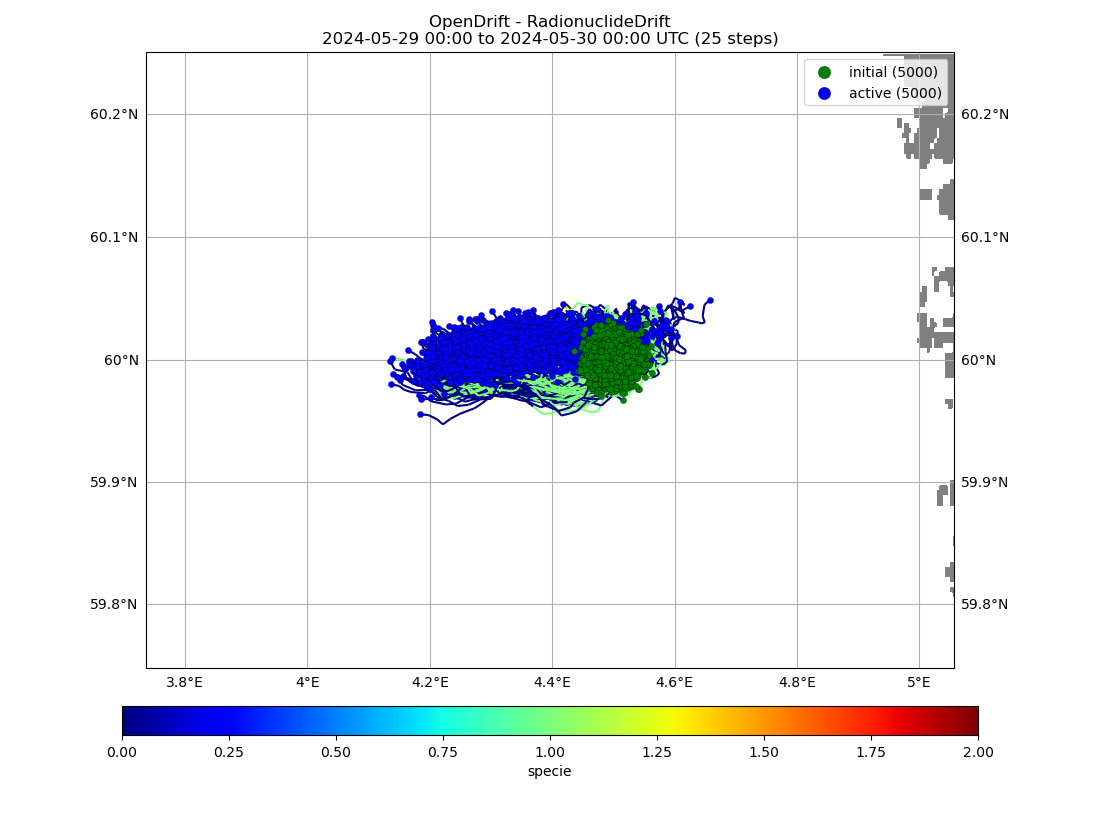 OpenDrift - RadionuclideDrift
2024-05-29 00:00 to 2024-05-30 00:00 UTC (25 steps)
initial (5000)
active (5000)
60.2°N 60.2°N
60.1°N 60.1°N
60°N 60°N
59.9°N 59.9°N
59.8°N 59.8°N
3.8°E 4°E 4.2°E 4.4°E 4.6°E 4.8°E 5°E
0.00 0.25 0.50 0.75 1.00 1.25 1.50 1.75 2.00
specie